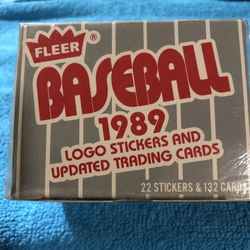 FLEER ®
BASEBALL
1989
LOGO STICKERS AND
UPDATED TRADING CARDS
22 STICKERS & 132 CARDS